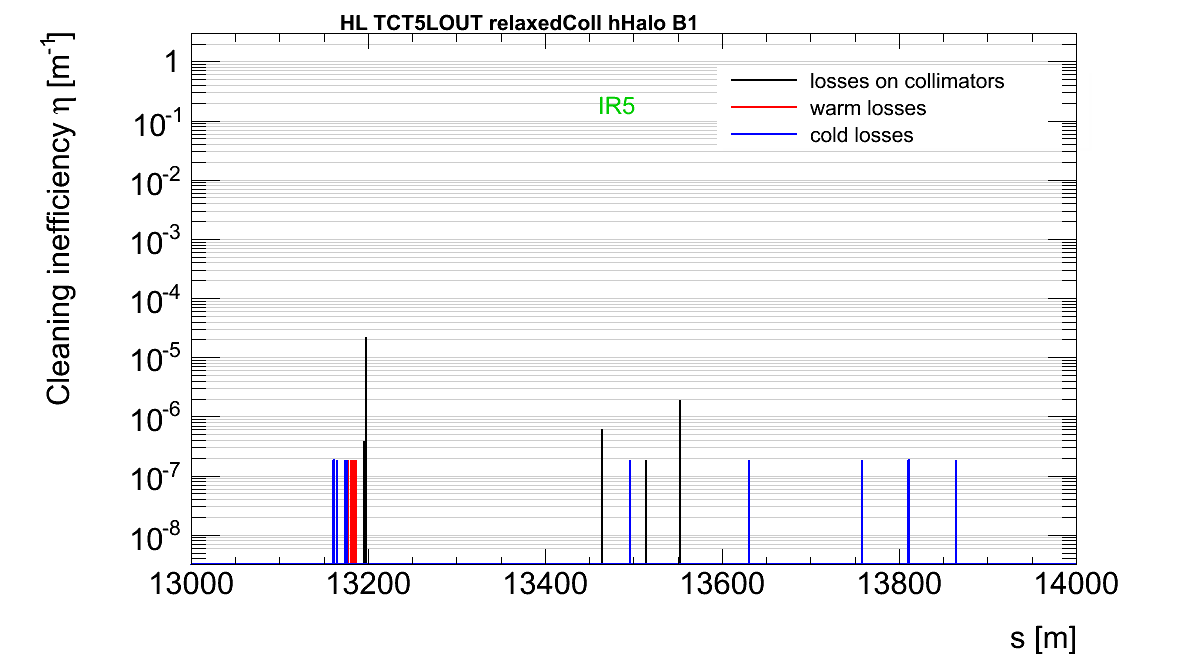 HL TCT5LOUT relaxedColl hHalo B1
Cleaning inefficiency η [m⁻¹]
1
10⁻¹
10⁻²
10⁻³
10⁻⁴
10⁻⁵
10⁻⁶
10⁻⁷
10⁻⁸
IR5
losses on collimators
warm losses
cold losses
13000 13200 13400 13600 13800 14000
s [m]